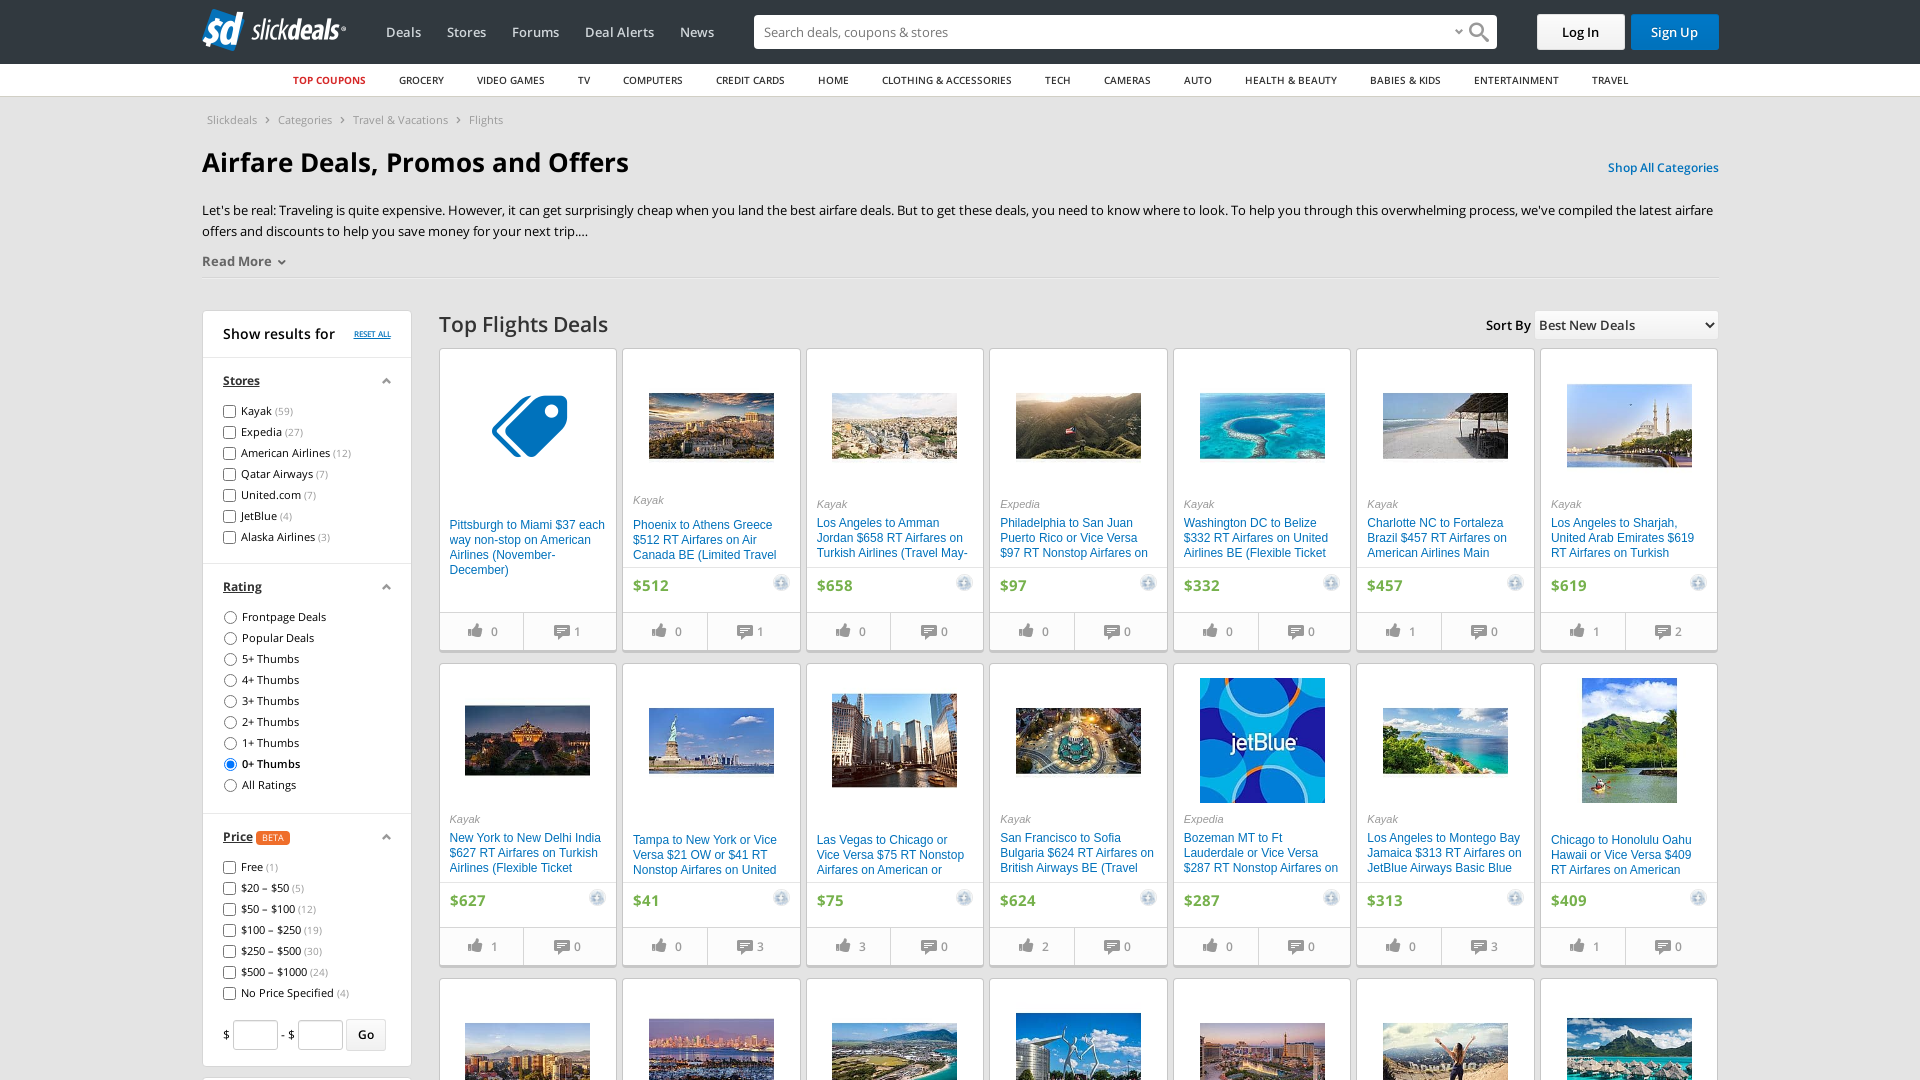 slickdeals
Deals
Stores
Forums
Deal Alerts
News
Search deals, coupons & stores
Log In
Sign Up
TOP COUPONS
GROCERY
VIDEO GAMES
TV
COMPUTERS
CREDIT CARDS
HOME
CLOTHING & ACCESSORIES
TECH
CAMERAS
AUTO
HEALTH & BEAUTY
BABIES & KIDS
ENTERTAINMENT
TRAVEL
Slickdeals > Categories > Travel & Vacations > Flights
Airfare Deals, Promos and Offers
Shop All Categories
Let's be real: Traveling is quite expensive. However, it can get surprisingly cheap when you land the best airfare deals. But to get these deals, you need to know where to look. To help you through this overwhelming process, we've compiled the latest airfare
offers and discounts to help you save money for your next trip....
Read More
Show results for
RESET ALL
Stores
Kayak (59)
Expedia (27)
American Airlines (12)
Qatar Airways (7)
United.com (7)
JetBlue (4)
Alaska Airlines (3)
Rating
Frontpage Deals
Popular Deals
5+ Thumbs
4+ Thumbs
3+ Thumbs
2+ Thumbs
1+ Thumbs
0+ Thumbs
All Ratings
Price BETA
Free (1)
$20 – $50 (5)
$50 – $100 (12)
$100 – $250 (19)
$250 – $500 (30)
$500 – $1000 (24)
No Price Specified (4)
$ - $ Go
Top Flights Deals
Sort By Best New Deals
Pittsburgh to Miami $37 each
way non-stop on American
Airlines (November-
December)
0
1
Kayak
Phoenix to Athens Greece
$512 RT Airfares on Air
Canada BE (Limited Travel
$512
0
1
Kayak
Los Angeles to Amman
Jordan $658 RT Airfares on
Turkish Airlines (Travel May-
$658
0
0
Expedia
Philadelphia to San Juan
Puerto Rico or Vice Versa
$97 RT Nonstop Airfares on
$97
0
0
Kayak
Washington DC to Belize
$332 RT Airfares on United
Airlines BE (Flexible Ticket
$332
0
0
Kayak
Charlotte NC to Fortaleza
Brazil $457 RT Airfares on
American Airlines Main
$457
1
0
Kayak
Los Angeles to Sharjah,
United Arab Emirates $619
RT Airfares on Turkish
$619
1
2
Kayak
New York to New Delhi India
$627 RT Airfares on Turkish
Airlines (Flexible Ticket
$627
1
0
Tampa to New York or Vice
Versa $21 OW or $41 RT
Nonstop Airfares on United
$41
0
3
Las Vegas to Chicago or
Vice Versa $75 RT Nonstop
Airfares on American or
$75
3
0
Kayak
San Francisco to Sofia
Bulgaria $624 RT Airfares on
British Airways BE (Travel
$624
2
0
jetBlue
Expedia
Bozeman MT to Ft
Lauderdale or Vice Versa
$287 RT Nonstop Airfares on
$287
0
0
Kayak
Los Angeles to Montego Bay
Jamaica $313 RT Airfares on
JetBlue Airways Basic Blue
$313
0
3
Chicago to Honolulu Oahu
Hawaii or Vice Versa $409
RT Airfares on American
$409
1
0